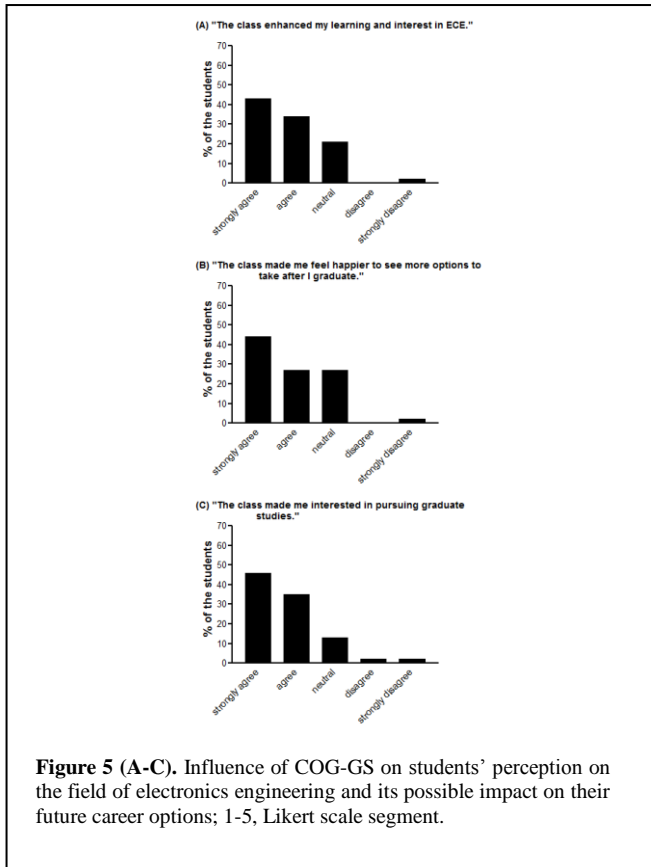 (A) "The class enhanced my learning and interest in ECE."
% of the students
70
60
50
40
30
20
10
0
strongly agree
agree
neutral
disagree
strongly disagree
(B) "The class made me feel happier to see more options to
take after I graduate."
% of the students
70
60
50
40
30
20
10
0
strongly agree
agree
neutral
disagree
strongly disagree
(C) "The class made me interested in pursuing graduate
studies."
% of the students
70
60
50
40
30
20
10
0
strongly agree
agree
neutral
disagree
strongly disagree
Figure 5 (A-C). Influence of COG-GS on students’ perception on
the field of electronics engineering and its possible impact on their
future career options; 1-5, Likert scale segment.